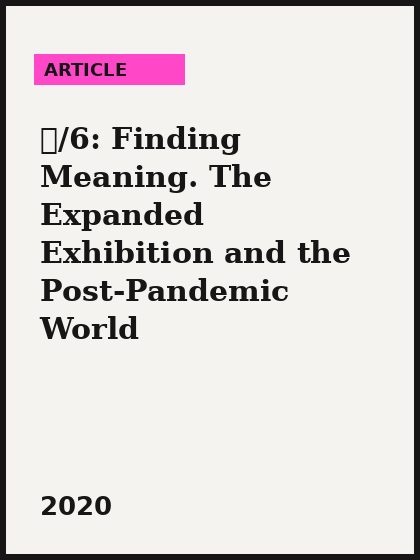 ARTICLE
/6: Finding
Meaning. The
Expanded
Exhibition and the
Post-Pandemic
World
2020